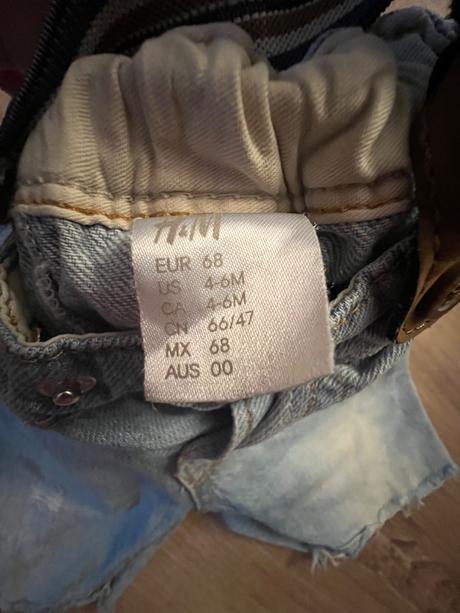 H&M
EUR 68
US 4-6M
CA 4-6M
CN 66/47
MX 68
AUS 00